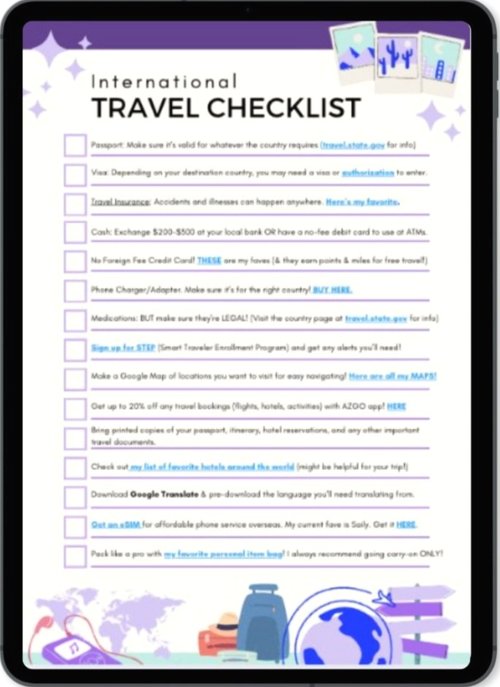 International
TRAVEL CHECKLIST
Passport: Make sure it's valid for whatever the country requires (travel.state.gov for info)
Visa: Depending on your destination country, you may need a visa or authorization to enter.
Travel Insurance: Accidents and illnesses can happen anywhere. Here's my favorite.
Cash: Exchange $200-$500 at your local bank OR have a no-fee debit card to use at ATMs.
No Foreign Fee Credit Card! THESE are my faves (& they earn points & miles for free travel!)
Phone Charger/Adapter. Make sure it's for the right country! BUY HERE.
Medications: BUT make sure they're LEGAL! (Visit the country page at travel.state.gov for info)
Sign up for STEP (Smart Traveler Enrollment Program) and get any alerts you'll need!
Make a Google Map of locations you want to visit for easy navigating! Here are all my MAPS!
Get up to 20% off any travel bookings (flights, hotels, activities) with AZGO app! HERE
Bring printed copies of your passport, itinerary, hotel reservations, and any other important
travel documents.
Check out my list of favorite hotels around the world (might be helpful for your trip!)
Download Google Translate & pre-download the language you'll need translating from.
Get an eSIM for affordable phone service overseas. My current fave is Saily. Get it HERE.
Pack like a pro with my favorite personal item bag! I always recommend going carry-on ONLY!